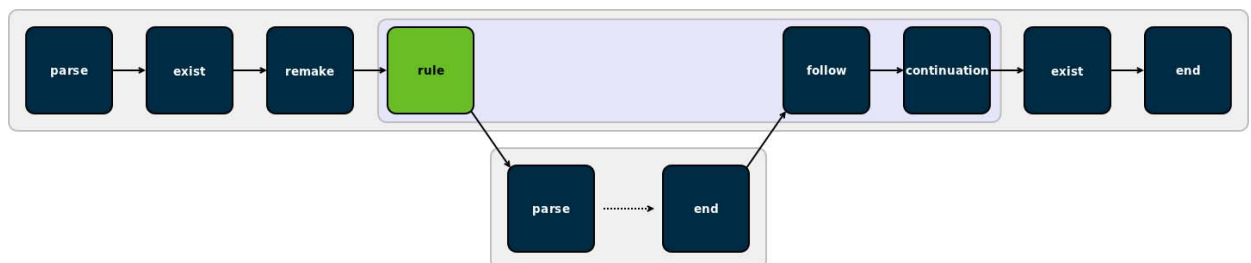 parse
exist
remake
rule
follow
continuation
exist
end
parse
end